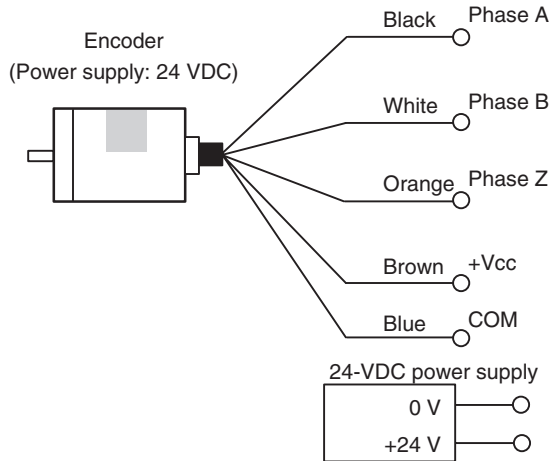 Encoder
(Power supply: 24 VDC)
Black Phase A
White Phase B
Orange Phase Z
Brown +Vcc
Blue COM
24-VDC power supply
0 V
+24 V